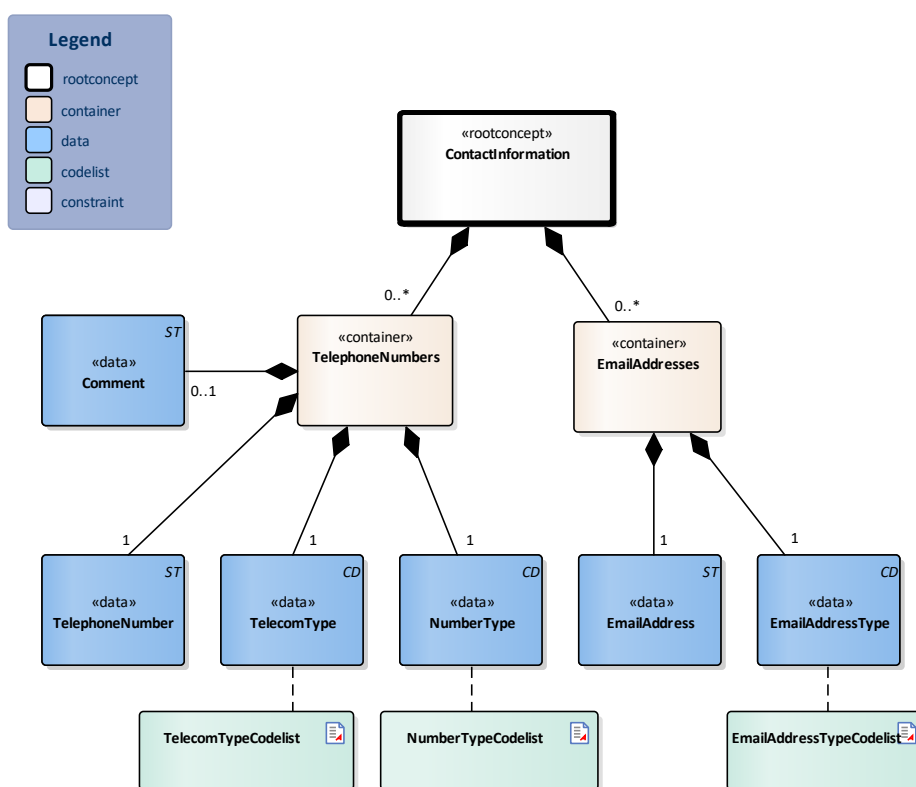 Legend
rootconcept
container
data
codelist
constraint
«rootconcept»
ContactInformation
0..*
0..*
ST
«data»
Comment
0..1
«container»
TelephoneNumbers
«container»
EmailAddresses
1
1
1
1
1
ST
«data»
TelephoneNumber
CD
«data»
TelecomType
CD
«data»
NumberType
ST
«data»
EmailAddress
CD
«data»
EmailAddressType
TelecomTypeCodelist
NumberTypeCodelist
EmailAddressTypeCodelist